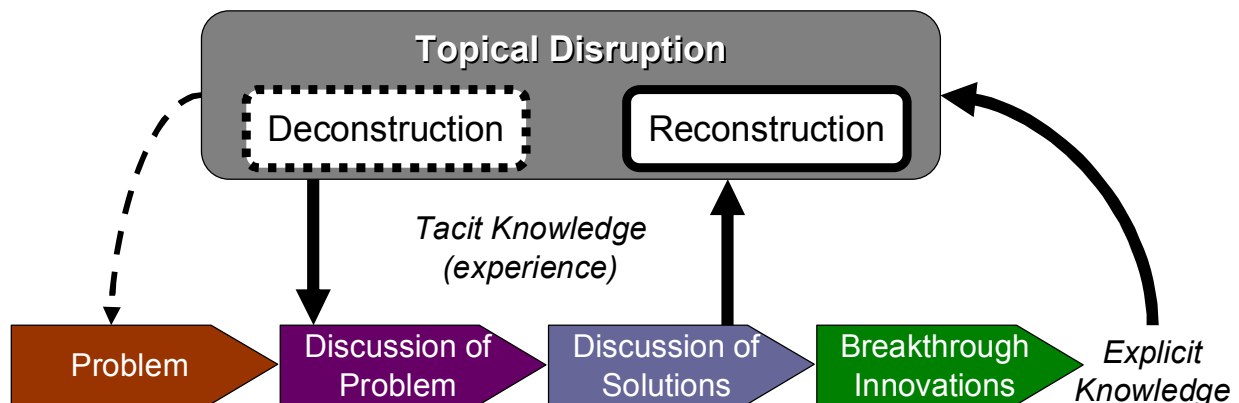 Topical Disruption
Deconstruction
Reconstruction
Tacit Knowledge
(experience)
Problem
Discussion of
Problem
Discussion of
Solutions
Breakthrough
Innovations
Explicit
Knowledge